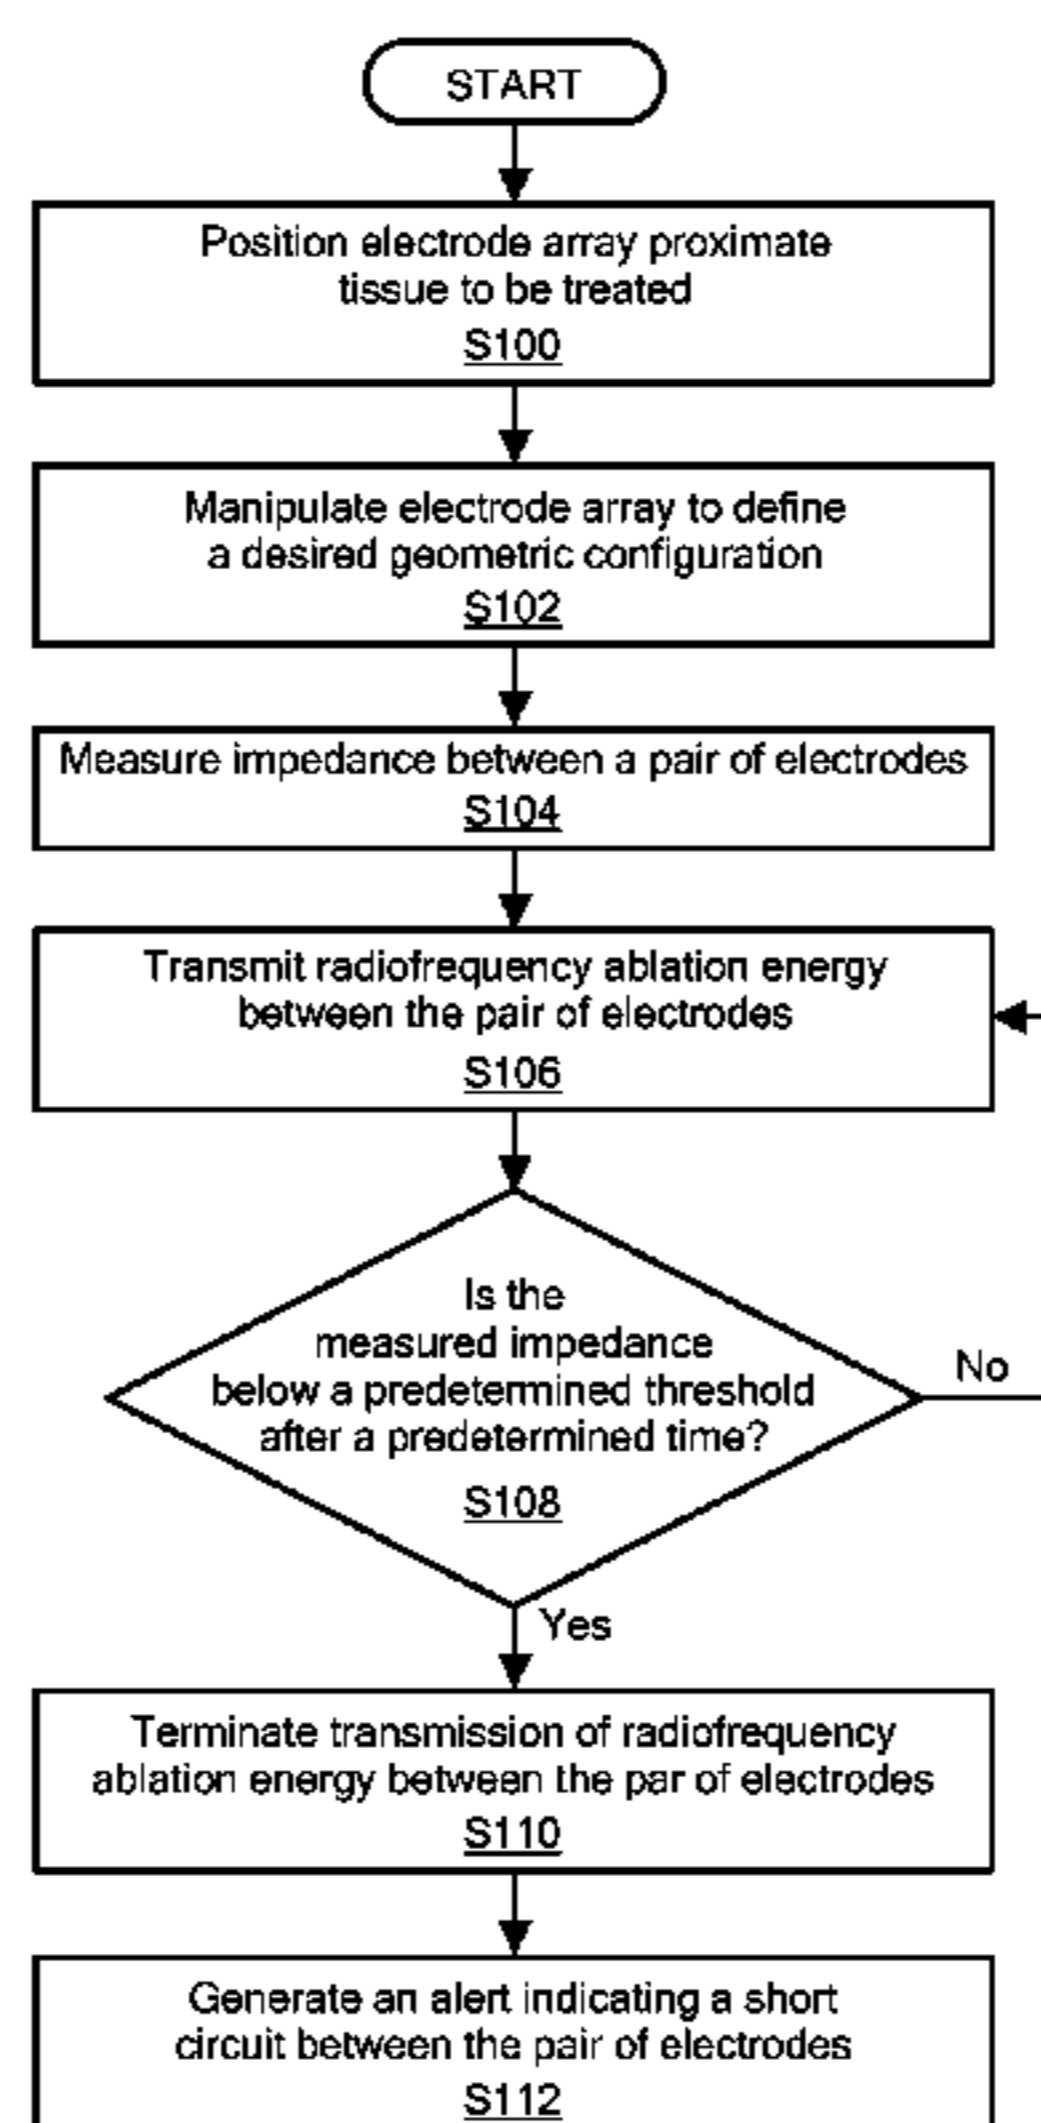 START
Position electrode array proximate
tissue to be treated
S100
Manipulate electrode array to define
a desired geometric configuration
S102
Measure impedance between a pair of electrodes
S104
Transmit radiofrequency ablation energy
between the pair of electrodes
S106
Is the
measured impedance
below a predetermined threshold
after a predetermined time?
S108
No
Yes
Terminate transmission of radiofrequency
ablation energy between the par of electrodes
S110
Generate an alert indicating a short
circuit between the pair of electrodes
S112